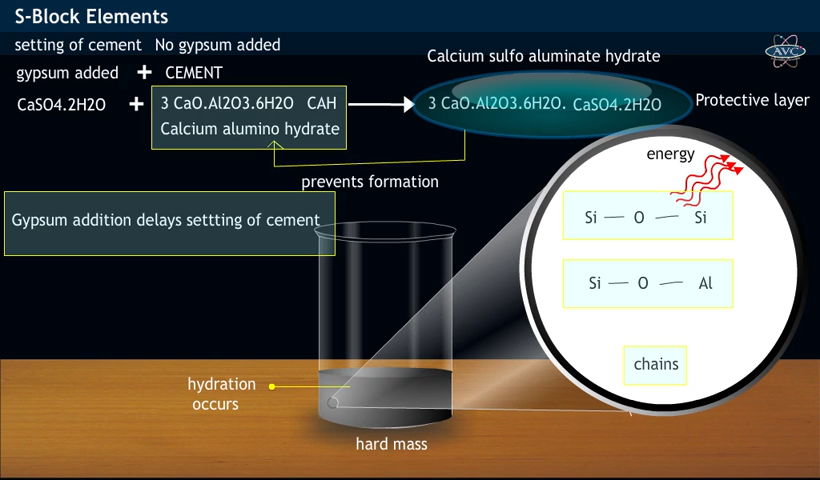 S-Block Elements
setting of cement No gypsum added
gypsum added + CEMENT
CaSO4.2H2O + 3 CaO.Al2O3.6H2O CAH
Calcium alumino hydrate
Calcium sulfo aluminate hydrate
3 CaO.Al2O3.6H2O. CaSO4.2H2O
Protective layer
AVC
prevents formation
Gypsum addition delays settting of cement
energy
Si — O — Si
Si — O — Al
chains
hydration
occurs
hard mass